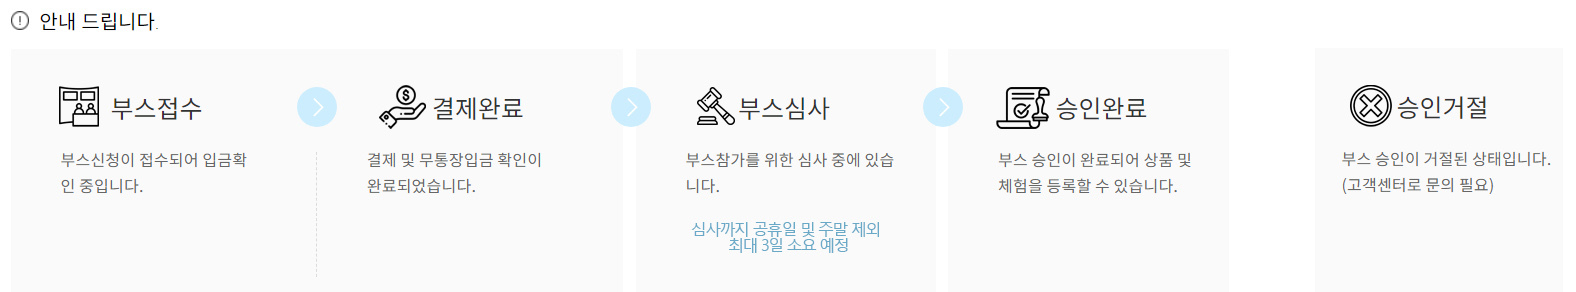 안내 드립니다.
부스접수
부스신청이 접수되어 입금확
인 중입니다.
결제완료
결제 및 무통장입금 확인이
완료되었습니다.
부스심사
부스참가를 위한 심사 중에 있습
니다.
심사까지 공휴일 및 주말 제외
최대 3일 소요 예정
승인완료
부스 승인이 완료되어 상품 및
체험을 등록할 수 있습니다.
승인거절
부스 승인이 거절된 상태입니다.
(고객센터로 문의 필요)